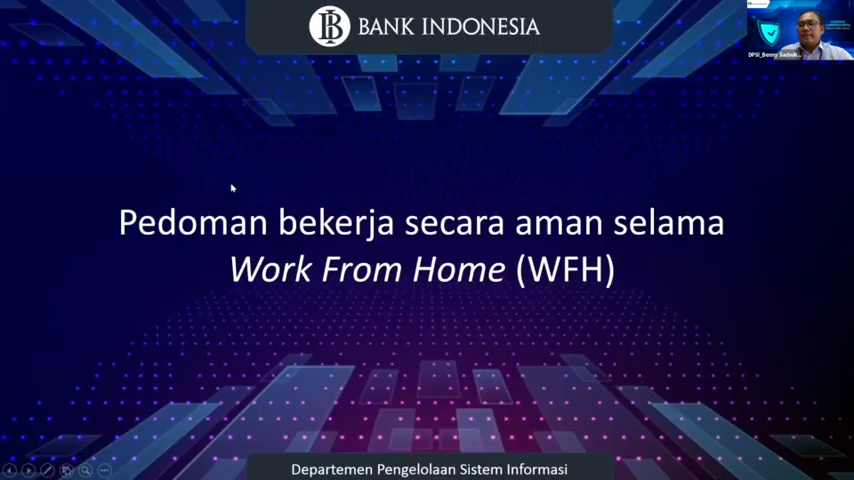 BANK INDONESIA
Pedoman bekerja secara aman selama
Work From Home (WFH)
Departemen Pengelolaan Sistem Informasi